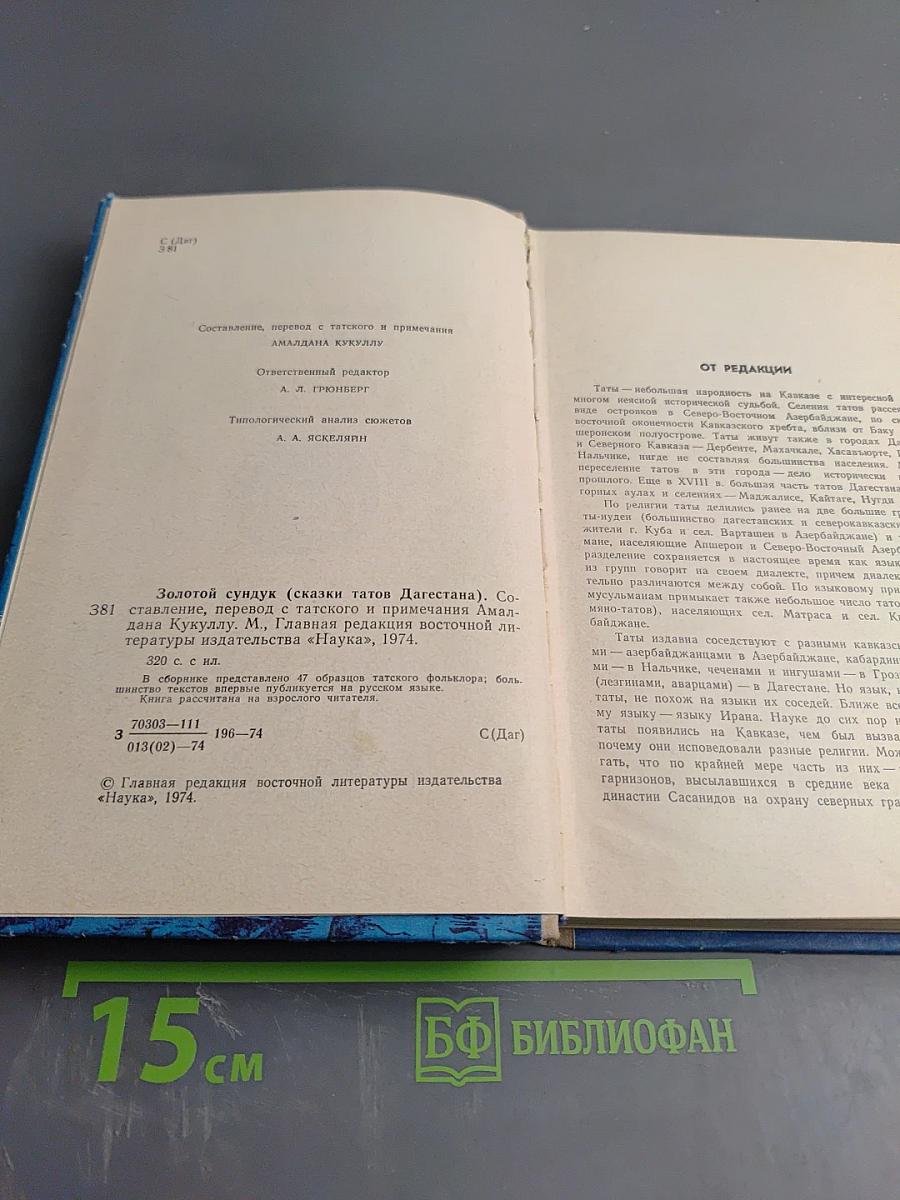 С (Даг)
З 81
Составление, перевод с татского и примечания
АМАЛДАНА КУКУЛЛУ
Ответственный редактор
А. Л. ГРЮНБЕРГ
Типологический анализ сюжетов
А. А. ЯСКЕЛЯЙН
Золотой сундук (сказки татов Дагестана). Со-
З81 ставление, перевод с татского и примечания Амал-
дана Кукуллу. М., Главная редакция восточной ли-
тературы издательства «Наука», 1974.
320 с. с ил.
В сборнике представлено 47 образцов татского фольклора; боль
шинство текстов впервые публикуется на русском языке.
Книга рассчитана на взрослого читателя.
З 70303—111
013(02)—74 196—74 С(Даг)
© Главная редакция восточной литературы издательства
«Наука», 1974.
ОТ РЕДАКЦИИ
Таты — небольшая народность на Кавказе с интересной
многом неясной исторической судьбой. Селения татов рассея
виде островков в Северо-Восточном Азербайджане, по
восточной оконечности Кавказского хребта, вблизи от Баку
шеронском полуострове. Таты живут также в городах
и Северного Кавказа — Дербенте, Махачкале, Хасавъюрте,
Нальчике, нигде не составляя большинства населения.
переселение татов в эти города — дело исторически
прошлого. Еще в XVIII в. большая часть татов Дагестана
горных аулах и селениях — Маджалисе, Кайтаге, Нугди
По религии таты делились ранее на две большие
ты-иудеи (большинство дагестанских и северокавказски
жители г. Куба и сел. Варташен в Азербайджане) и
мане, населяющие Апшерон и Северо-Восточный Азерб
разделение сохраняется в настоящее время как язык
из групп говорит на своем диалекте, причем диалек
тельно различаются между собой. По языковому при
мусульманам примыкает также небольшое число тато
мяно-татов), населяющих сел. Матраса и сел. К
байджане.
Таты издавна соседствуют с разными кавказс
ми — азербайджанцами в Азербайджане, кабардин
ми — в Нальчике, чеченами и ингушами — в Гроз
(лезгинами, аварцами) — в Дагестане. Но язык,
таты, не похож на языки их соседей. Ближе все
му языку — языку Ирана. Науке до сих пор н
таты появились на Кавказе, чем был вызва
почему они исповедовали разные религии. Мож
гать, что по крайней мере часть из них —
гарнизонов, высылавшихся в средние века
династии Сасанидов на охрану северных гра
15 см
БФ БИБЛИОФАН